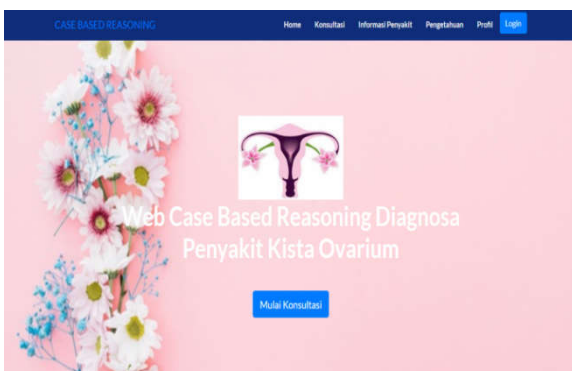 CASE BASED REASONING
Home Konsultasi Informasi Penyakit Pengetahuan Profil Login
Web Case Based Reasoning Diagnosa
Penyakit Kista Ovarium
Mulai Konsultasi